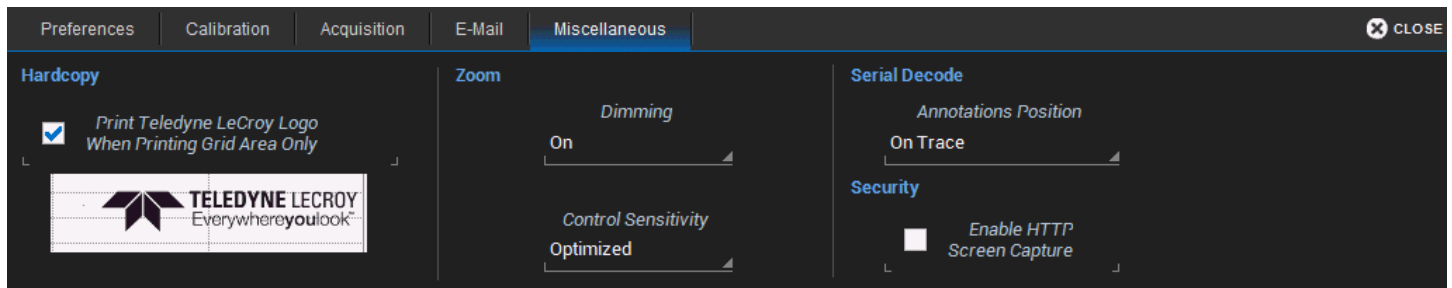 Preferences
Calibration
Acquisition
E-Mail
Miscellaneous
CLOSE
Hardcopy
Print Teledyne LeCroy Logo
When Printing Grid Area Only
TELEDYNE LECROY
Everywhereyoulook™
Zoom
Dimming
On
Control Sensitivity
Optimized
Serial Decode
Annotations Position
On Trace
Security
Enable HTTP
Screen Capture